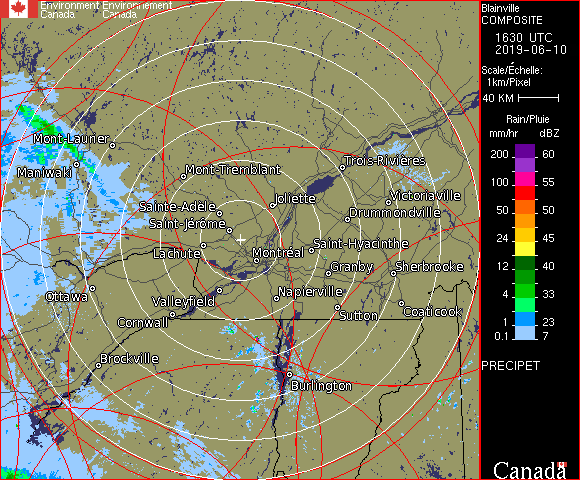 Environment Environnement
Canada Canada
Blainville
COMPOSITE
1630 UTC
2019-06-10
Scale/Échelle:
1km/Pixel
40 KM
Rain/Pluie
mm/hr dBZ
200 60
100 55
50 50
24 45
12 40
4 33
1 23
0.1 7
PRECIPET
Canada
Mont-Laurier
Maniwaki
Mont-Tremblant
Trois-Rivières
Sainte-Adèle
Joliette
Victoriaville
Saint-Jérôme
Drummondville
Lachute
Montréal
Saint-Hyacinthe
Granby
Sherbrooke
Ottawa
Valleyfield
Napierville
Cornwall
Sutton
Coaticook
Brockville
Burlington